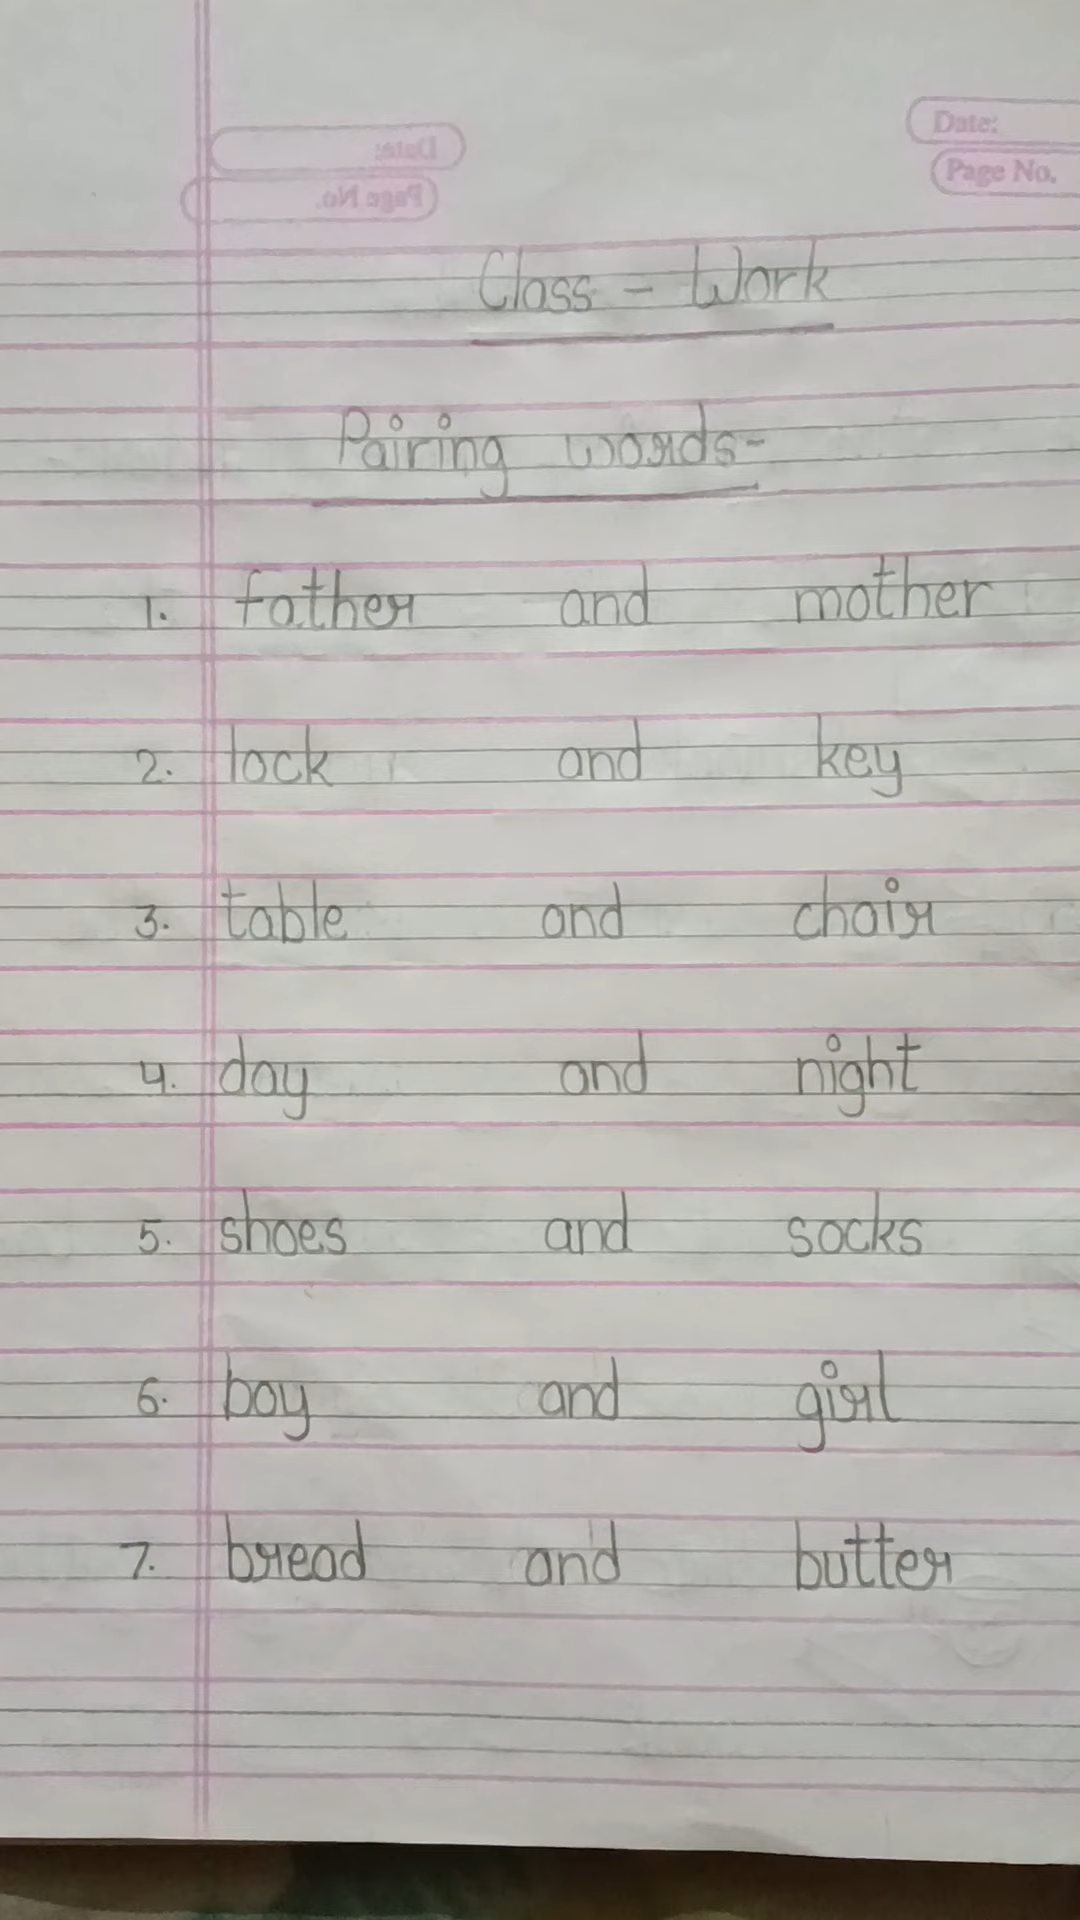 Date:
Page No.
Class - Work
Pairing words-
1. father and mother
2. lock and key
3. table and chair
4. day and night
5. shoes and socks
6. boy and girl
7. bread and butter